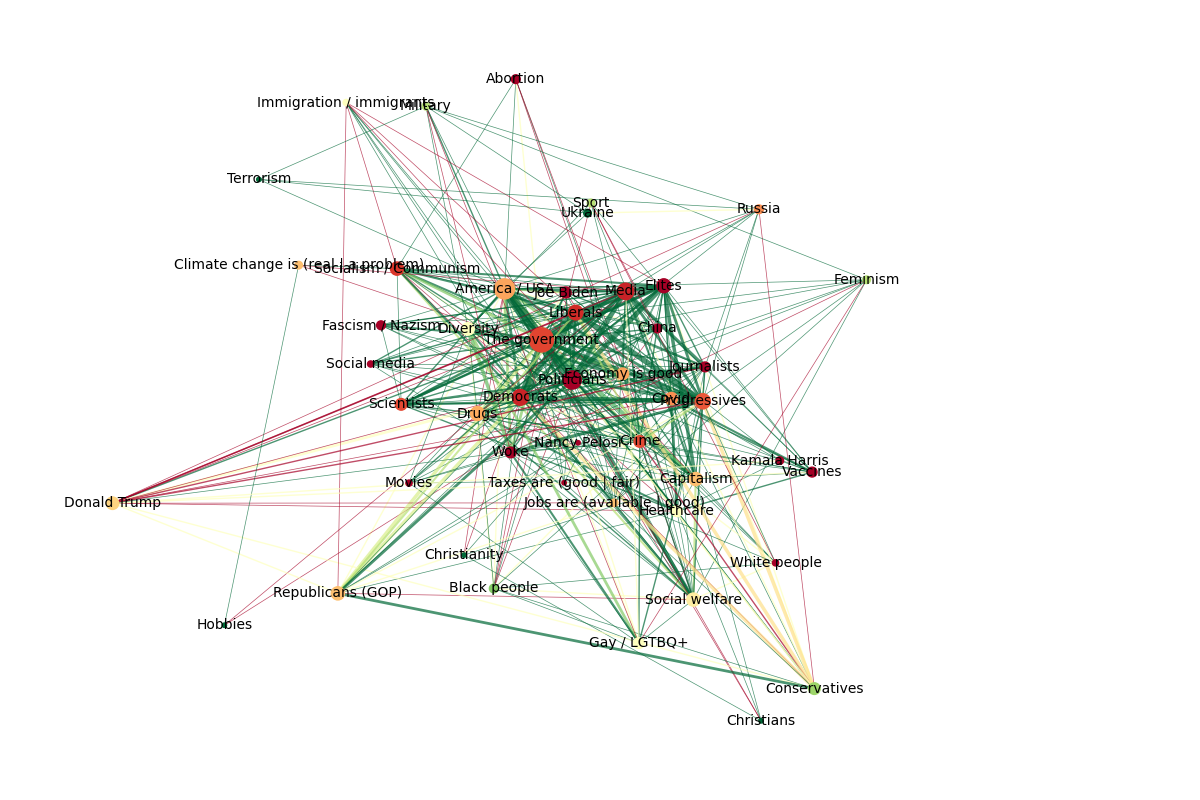 Abortion
Immigration / immigrants
Military
Terrorism
Sport
Ukraine
Russia
Climate change is (real | a problem)
Socialism / Communism
Feminism
America / USA
Joe Biden
Media
Elites
Liberals
Fascism / Nazism
Diversity
China
The government
Social media
Economy is good
Journalists
Politicians
Scientists
Democrats
Progressives
Drugs
Nancy Pelosi
Crime
Woke
Kamala Harris
Vaccines
Movies
Taxes are (good | fair)
Capitalism
Donald Trump
Jobs are (available | good)
Healthcare
Christianity
White people
Black people
Republicans (GOP)
Social welfare
Hobbies
Gay / LGTBQ+
Conservatives
Christians